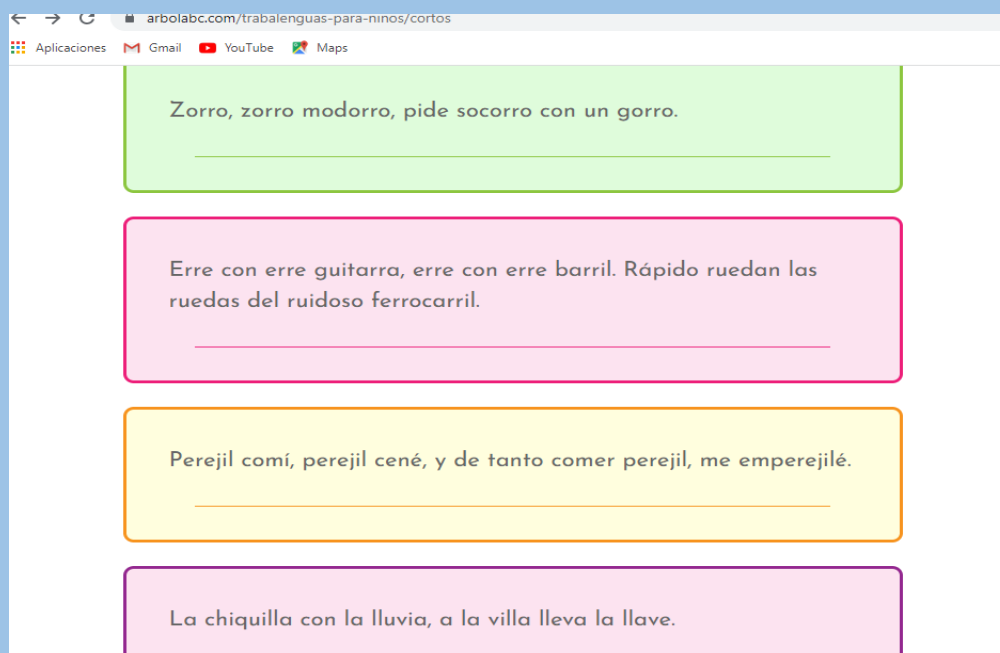 arbolabc.com/trabalenguas-para-ninos/cortos
Aplicaciones Gmail YouTube Maps
Zorro, zorro modorro, pide socorro con un gorro.
Erre con erre guitarra, erre con erre barril. Rápido ruedan las
ruedas del ruidoso ferrocarril.
Perejil comí, perejil cené, y de tanto comer perejil, me emperejilé.
La chiquilla con la lluvia, a la villa lleva la llave.